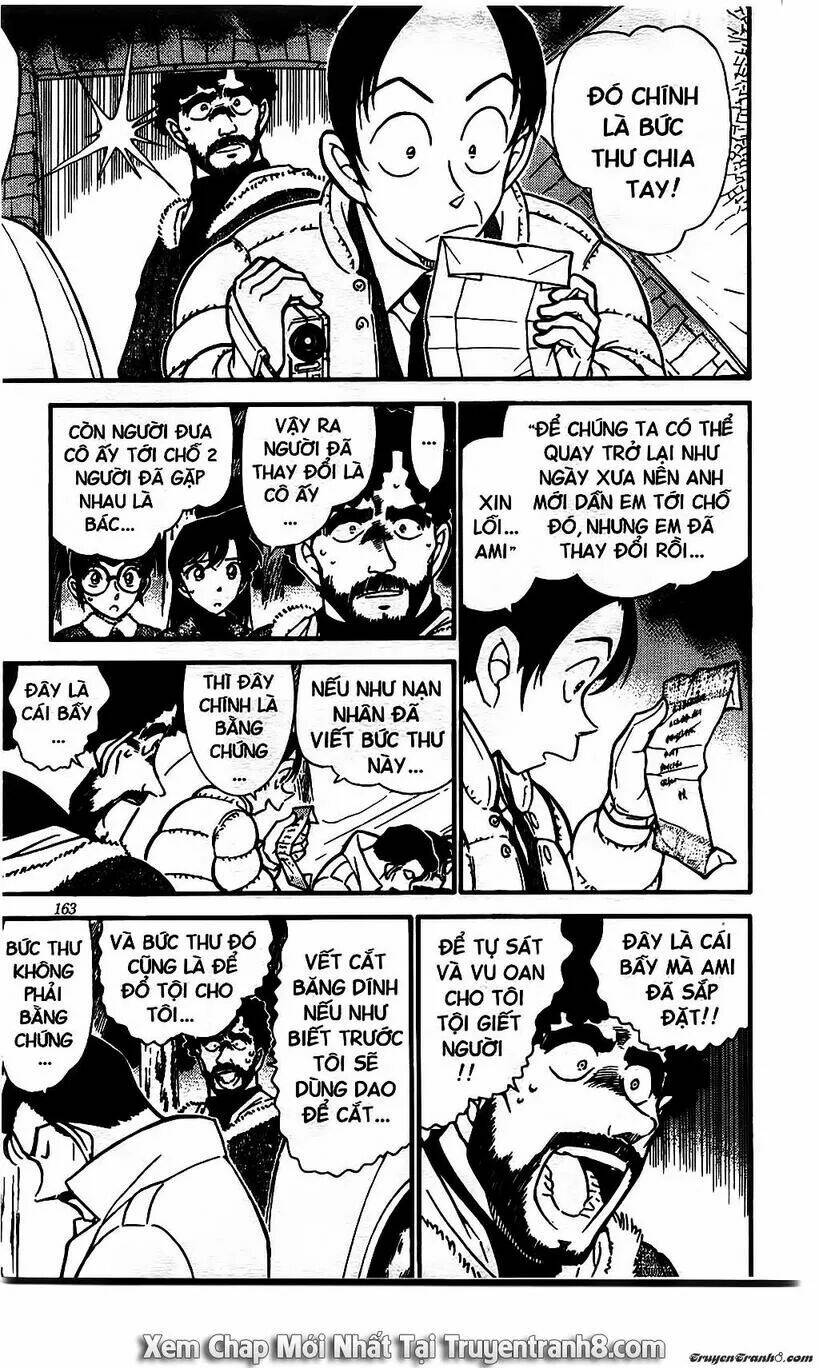 ĐÓ CHÍNH
LÀ BỨC
THƯ CHIA
TAY!
"ĐỂ CHÚNG TA CÓ THỂ
QUAY TRỞ LẠI NHƯ
NGÀY XƯA NÊN ANH
MỚI DẪN EM TỚI CHỖ
ĐÓ, NHƯNG EM ĐÃ
THAY ĐỔI RỒI...
XIN
LỖI...
AMI"
...
VẬY RA
NGƯỜI ĐÃ
THAY ĐỔI LÀ
CÔ ẤY
...
CÒN NGƯỜI ĐƯA
CÔ ẤY TỚI CHỖ 2
NGƯỜI ĐÃ GẶP
NHAU LÀ
BÁC...
NẾU NHƯ NẠN
NHÂN ĐÃ
VIẾT BỨC THƯ
NÀY...
THÌ ĐÂY
CHÍNH LÀ
BẰNG
CHỨNG
...
ĐÂY LÀ
CÁI BẪY
...
163
ĐÂY LÀ CÁI
BẪY MÀ AMI
ĐÃ SẮP
ĐẶT!!
ĐỂ TỰ SÁT
VÀ VU OAN
CHO TÔI
TỘI GIẾT
NGƯỜI
!!
VẾT CẮT
BĂNG DÍNH
NẾU NHƯ
BIẾT TRƯỚC
TÔI SẼ
DÙNG DAO
ĐỂ CẮT...
VÀ BỨC THƯ ĐÓ
CŨNG LÀ ĐỂ
ĐỔ TỘI CHO
TÔI...
BỨC THƯ
KHÔNG
PHẢI
BẰNG
CHỨNG
...
Xem Chap Mới Nhất Tại Truyentranh8.com
TruyenTranh8.com